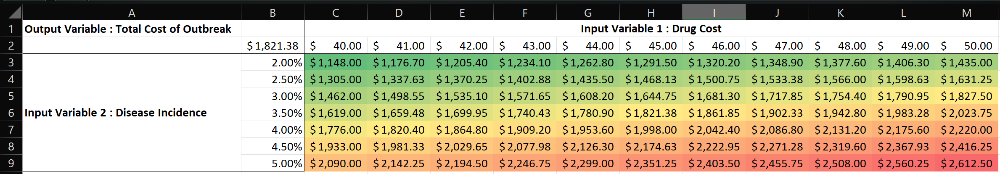 A B C D E F G H I J K L M
1 Output Variable : Total Cost of Outbreak Input Variable 1 : Drug Cost
2 $ 1,821.38 $ 40.00 $ 41.00 $ 42.00 $ 43.00 $ 44.00 $ 45.00 $ 46.00 $ 47.00 $ 48.00 $ 49.00 $ 50.00
3 2.00% $ 1,148.00 $ 1,176.70 $ 1,205.40 $ 1,234.10 $ 1,262.80 $ 1,291.50 $ 1,320.20 $ 1,348.90 $ 1,377.60 $ 1,406.30 $ 1,435.00
4 2.50% $ 1,305.00 $ 1,337.63 $ 1,370.25 $ 1,402.88 $ 1,435.50 $ 1,468.13 $ 1,500.75 $ 1,533.38 $ 1,566.00 $ 1,598.63 $ 1,631.25
5 3.00% $ 1,462.00 $ 1,498.55 $ 1,535.10 $ 1,571.65 $ 1,608.20 $ 1,644.75 $ 1,681.30 $ 1,717.85 $ 1,754.40 $ 1,790.95 $ 1,827.50
6 Input Variable 2 : Disease Incidence 3.50% $ 1,619.00 $ 1,659.48 $ 1,699.95 $ 1,740.43 $ 1,780.90 $ 1,821.38 $ 1,861.85 $ 1,902.33 $ 1,942.80 $ 1,983.28 $ 2,023.75
7 4.00% $ 1,776.00 $ 1,820.40 $ 1,864.80 $ 1,909.20 $ 1,953.60 $ 1,998.00 $ 2,042.40 $ 2,086.80 $ 2,131.20 $ 2,175.60 $ 2,220.00
8 4.50% $ 1,933.00 $ 1,981.33 $ 2,029.65 $ 2,077.98 $ 2,126.30 $ 2,174.63 $ 2,222.95 $ 2,271.28 $ 2,319.60 $ 2,367.93 $ 2,416.25
9 5.00% $ 2,090.00 $ 2,142.25 $ 2,194.50 $ 2,246.75 $ 2,299.00 $ 2,351.25 $ 2,403.50 $ 2,455.75 $ 2,508.00 $ 2,560.25 $ 2,612.50